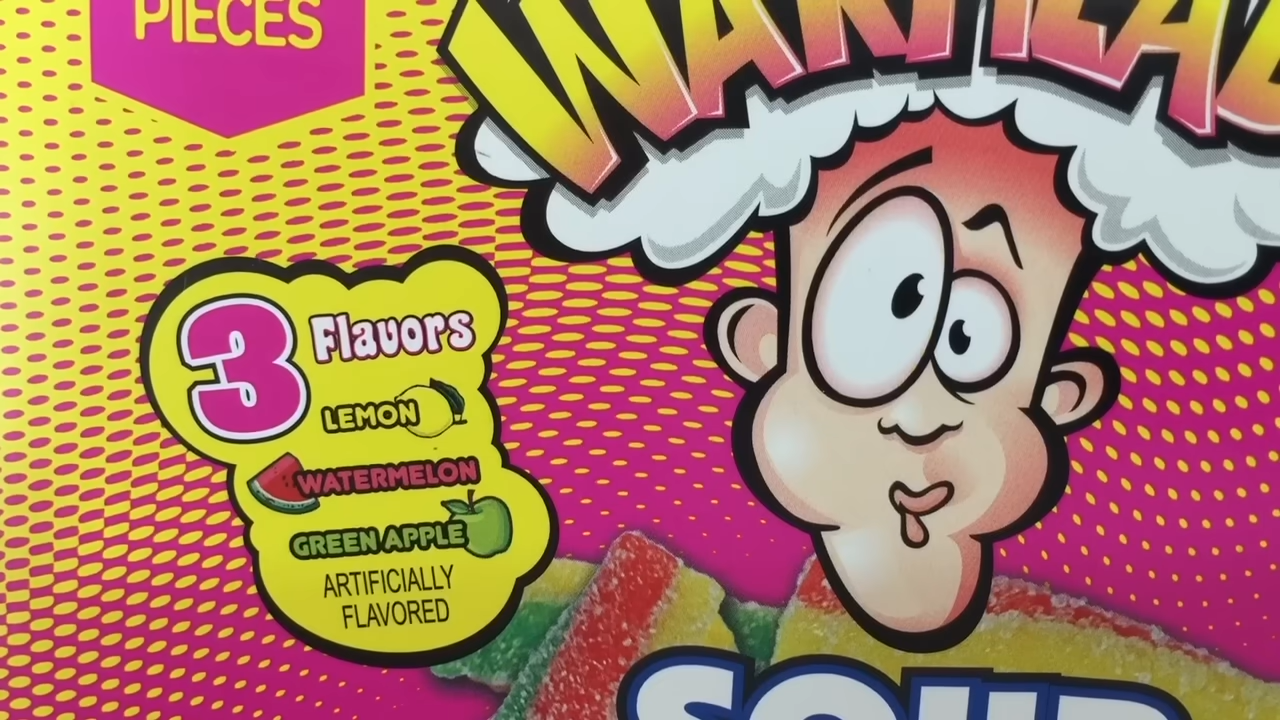 PIECES
WARHEADS
3 Flavors
LEMON
WATERMELON
GREEN APPLE
ARTIFICIALLY
FLAVORED
SOUR